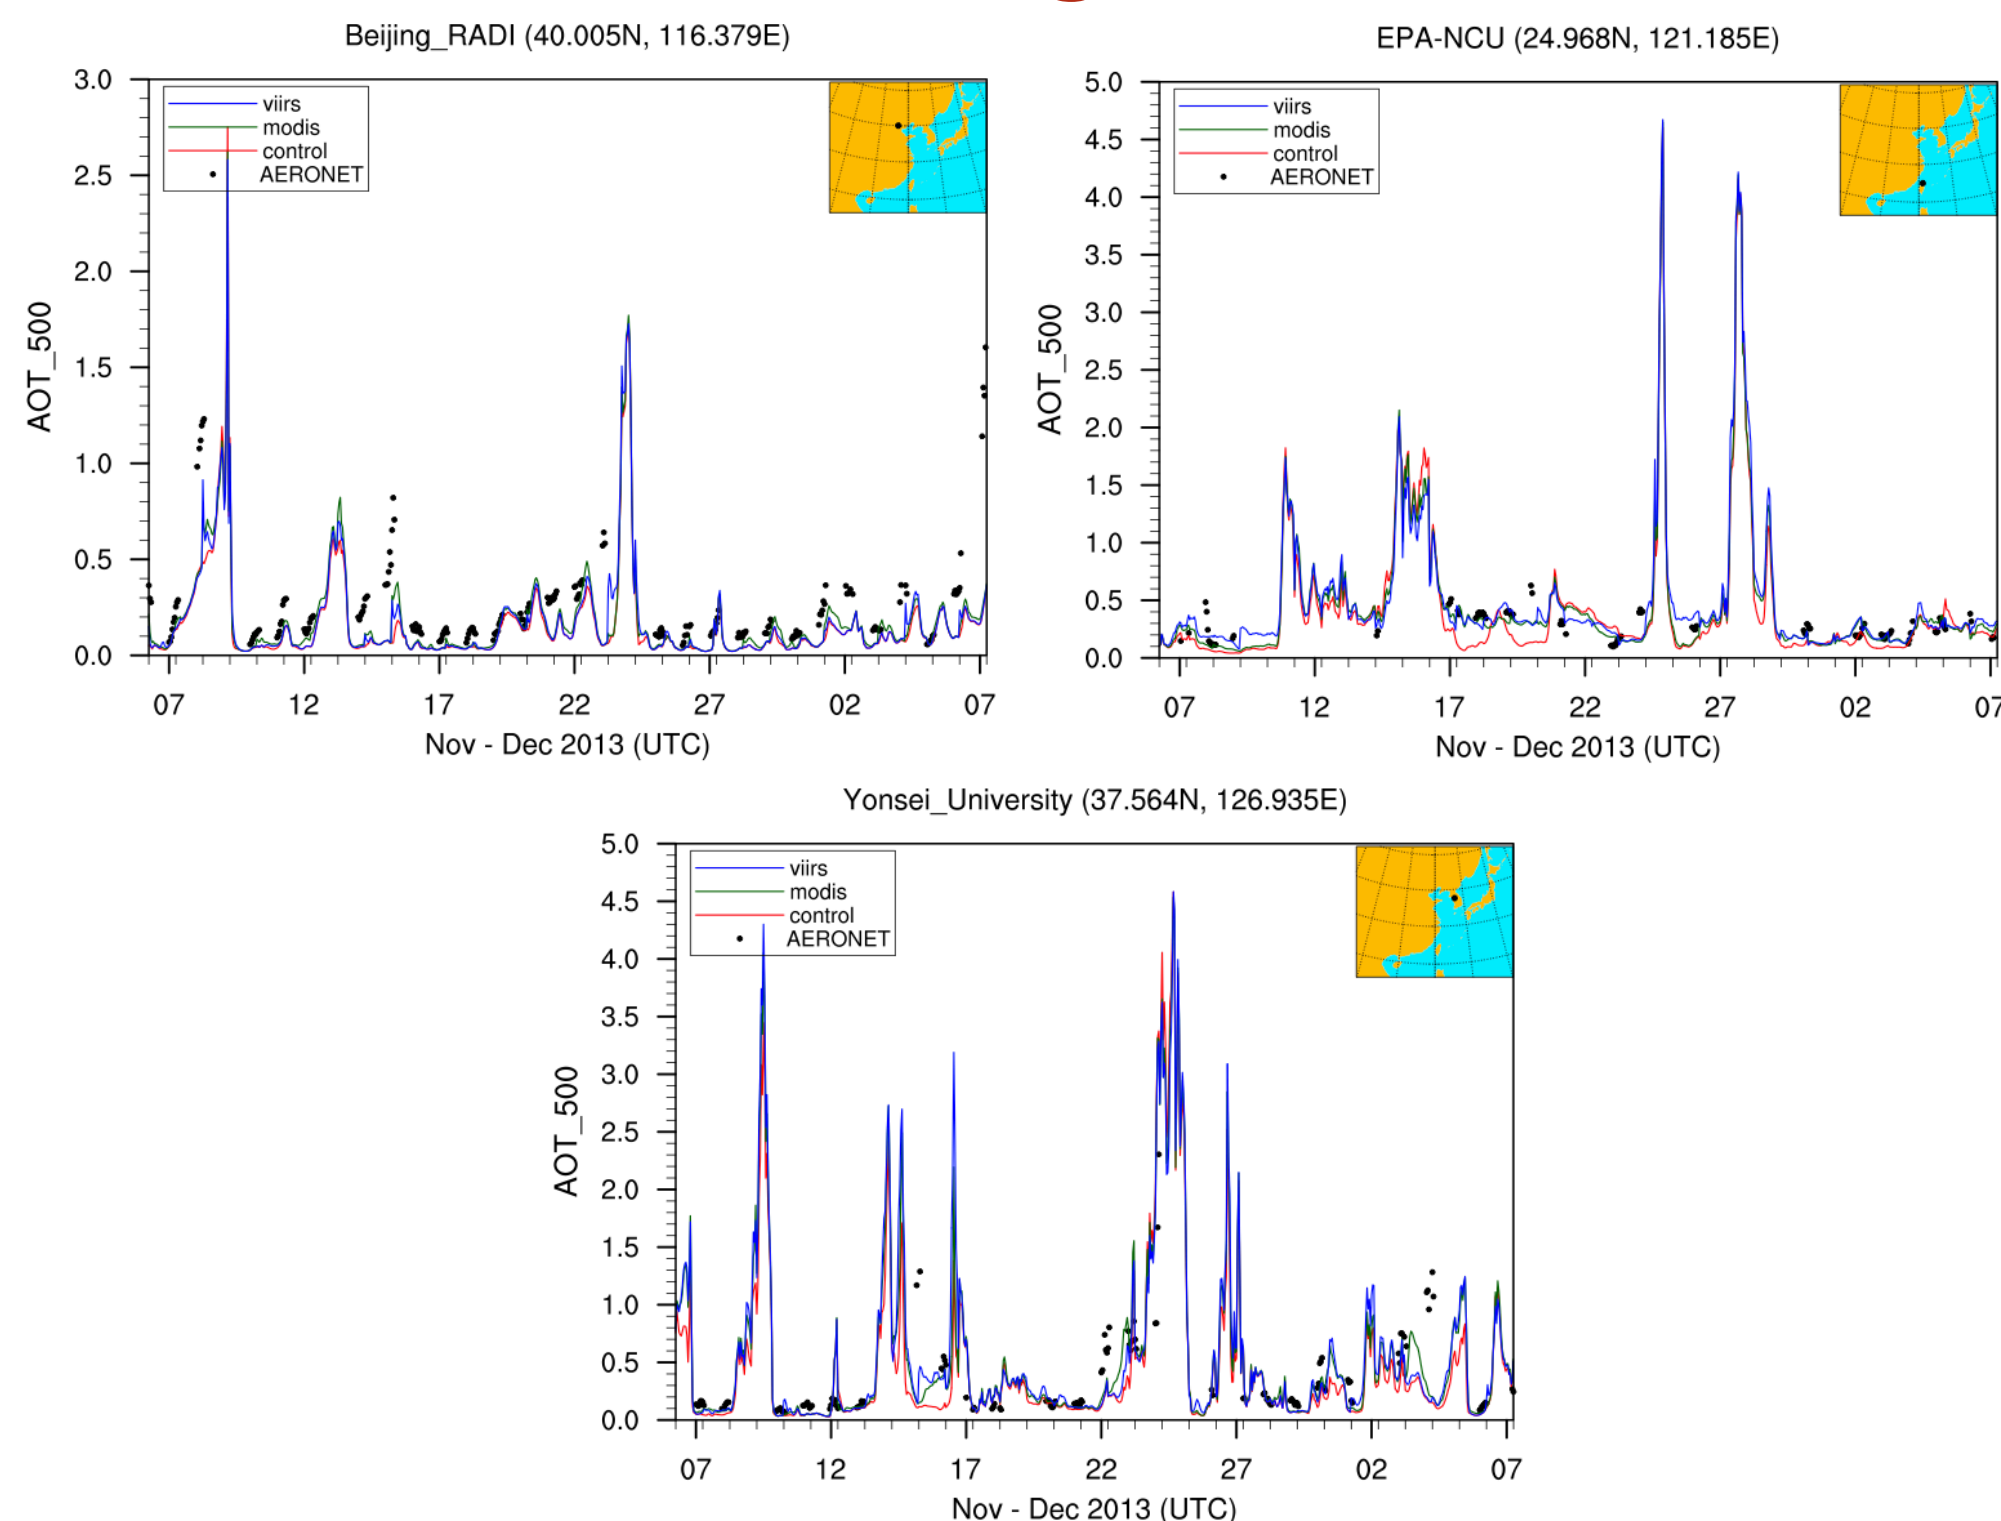 Beijing_RADI (40.005N, 116.379E)
3.0
2.5
2.0
1.5
1.0
0.5
0.0
AOT_500
viirs
modis
control
AERONET
07 12 17 22 27 02 07
Nov - Dec 2013 (UTC)
EPA-NCU (24.968N, 121.185E)
5.0
4.5
4.0
3.5
3.0
2.5
2.0
1.5
1.0
0.5
0.0
AOT_500
viirs
modis
control
AERONET
07 12 17 22 27 02 07
Nov - Dec 2013 (UTC)
Yonsei_University (37.564N, 126.935E)
5.0
4.5
4.0
3.5
3.0
2.5
2.0
1.5
1.0
0.5
0.0
AOT_500
viirs
modis
control
AERONET
07 12 17 22 27 02 07
Nov - Dec 2013 (UTC)